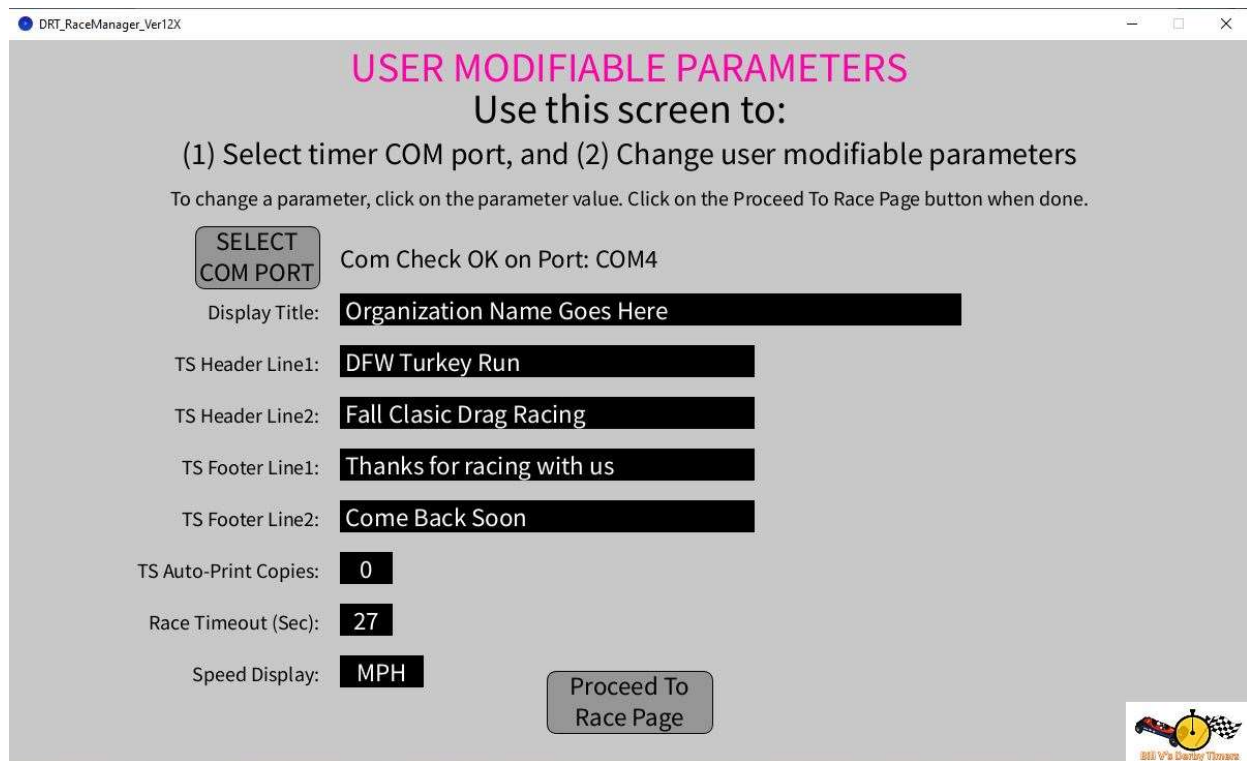 DRT_RaceManager_Ver12X
USER MODIFIABLE PARAMETERS
Use this screen to:
(1) Select timer COM port, and (2) Change user modifiable parameters
To change a parameter, click on the parameter value. Click on the Proceed To Race Page button when done.
SELECT
COM PORT
Com Check OK on Port: COM4
Display Title: Organization Name Goes Here
TS Header Line1: DFW Turkey Run
TS Header Line2: Fall Clasic Drag Racing
TS Footer Line1: Thanks for racing with us
TS Footer Line2: Come Back Soon
TS Auto-Print Copies: 0
Race Timeout (Sec): 27
Speed Display: MPH
Proceed To
Race Page
Bill V's Derby Timers